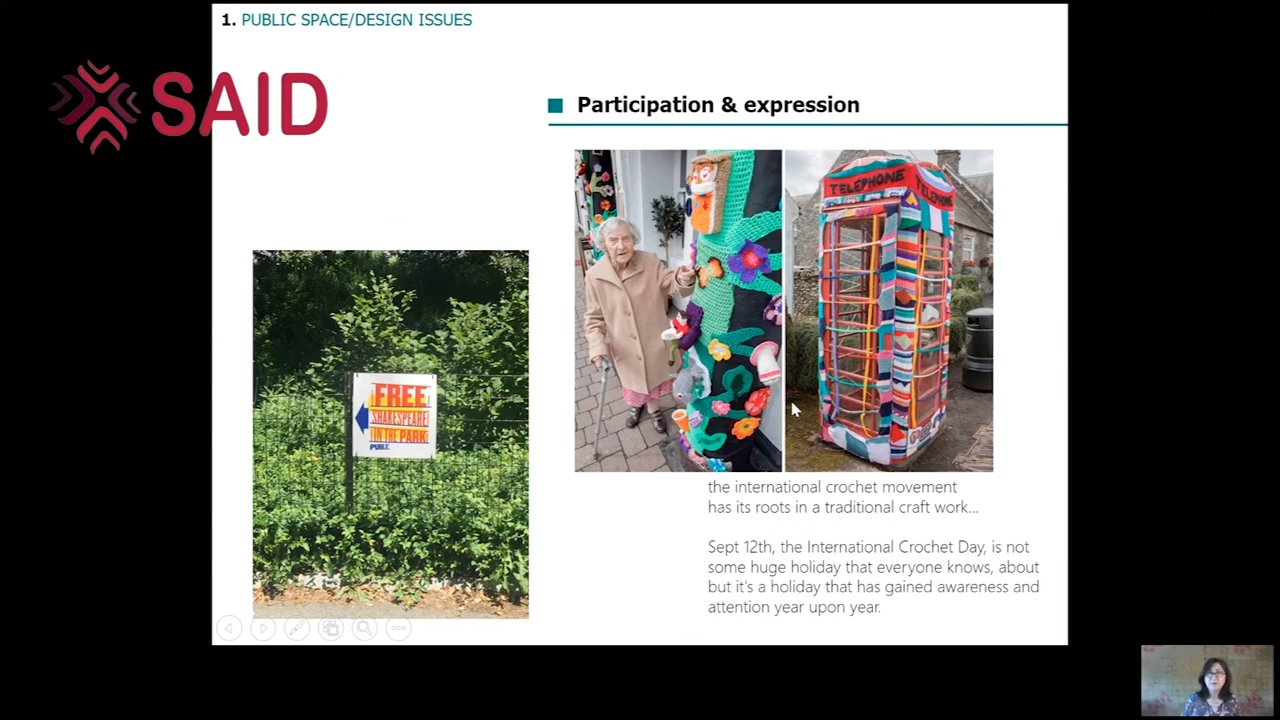 1. PUBLIC SPACE/DESIGN ISSUES
SAID
Participation & expression
TELEPHONE
TELEPHONE
FREE
SHAKESPEARE
IN THE PARK
PUBLIC
the international crochet movement
has its roots in a traditional craft work...
Sept 12th, the International Crochet Day, is not
some huge holiday that everyone knows, about
but it's a holiday that has gained awareness and
attention year upon year.